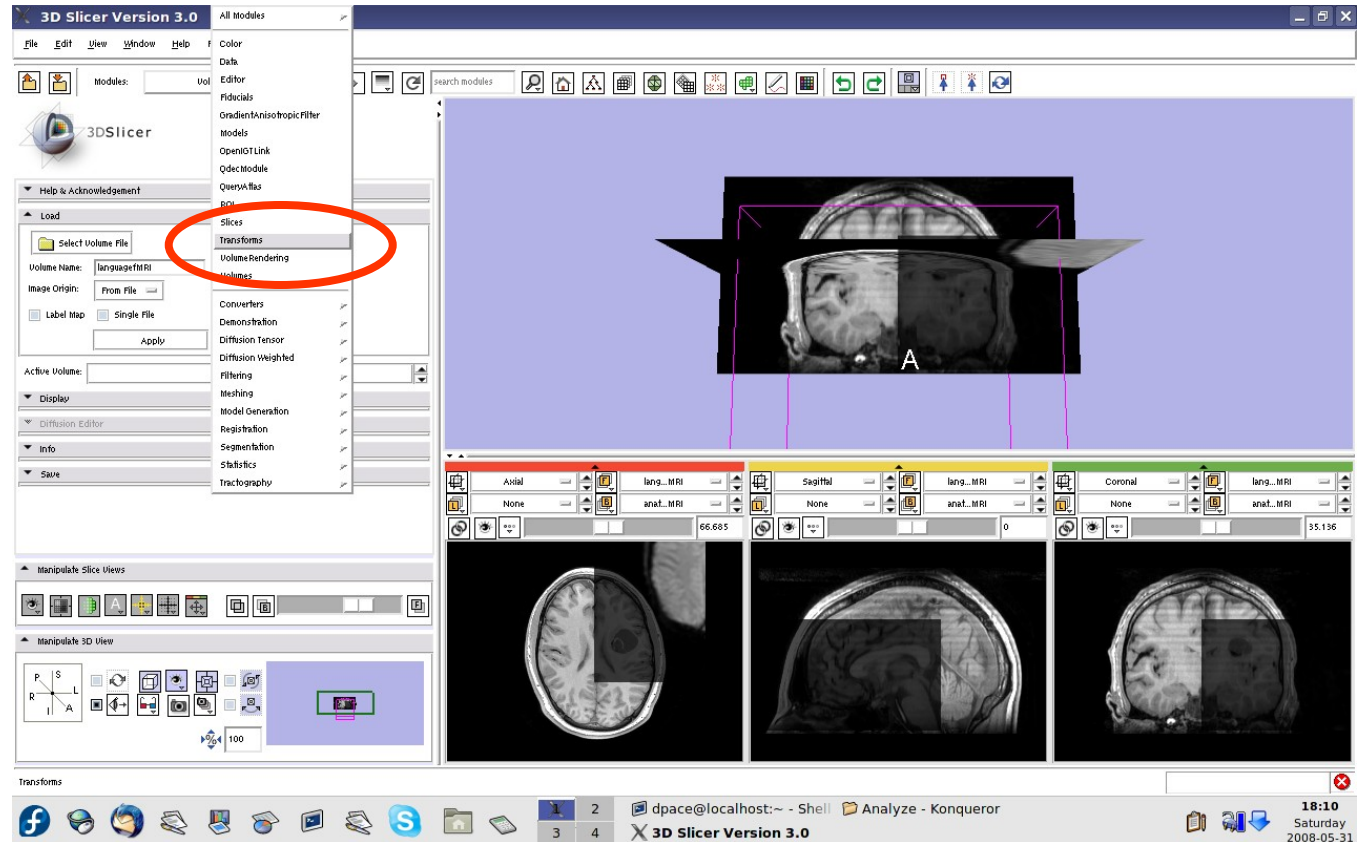 3D Slicer Version 3.0
File Edit View Window Help
Modules:
search modules
3DSlicer
Help & Acknowledgement
Load
Select Volume File
Volume Name: languagefMRI
Image Origin: From File
Label Map Single File
Apply
Active Volume:
Display
Diffusion Editor
Info
Save
All Modules
Color
Data
Editor
Fiducials
GradientAnisotropicFilter
Models
OpenIGTLink
QdecModule
QueryAtlas
ROI
Slices
Transforms
VolumeRendering
Volumes
Converters
Demonstration
Diffusion Tensor
Diffusion Weighted
Filtering
Meshing
Model Generation
Registration
Segmentation
Statistics
Tractography
A
Axial lang...MRI
None anat...MRI
66.685
Sagittal lang...MRI
None anat...MRI
0
Coronal lang...MRI
None anat...MRI
35.136
Manipulate Slice Views
Manipulate 3D View
P S
R L
I A
100
Transforms
1 2
3 4
dpace@localhost:~ - Shell Analyze - Konqueror
3D Slicer Version 3.0
18:10
Saturday
2008-05-31